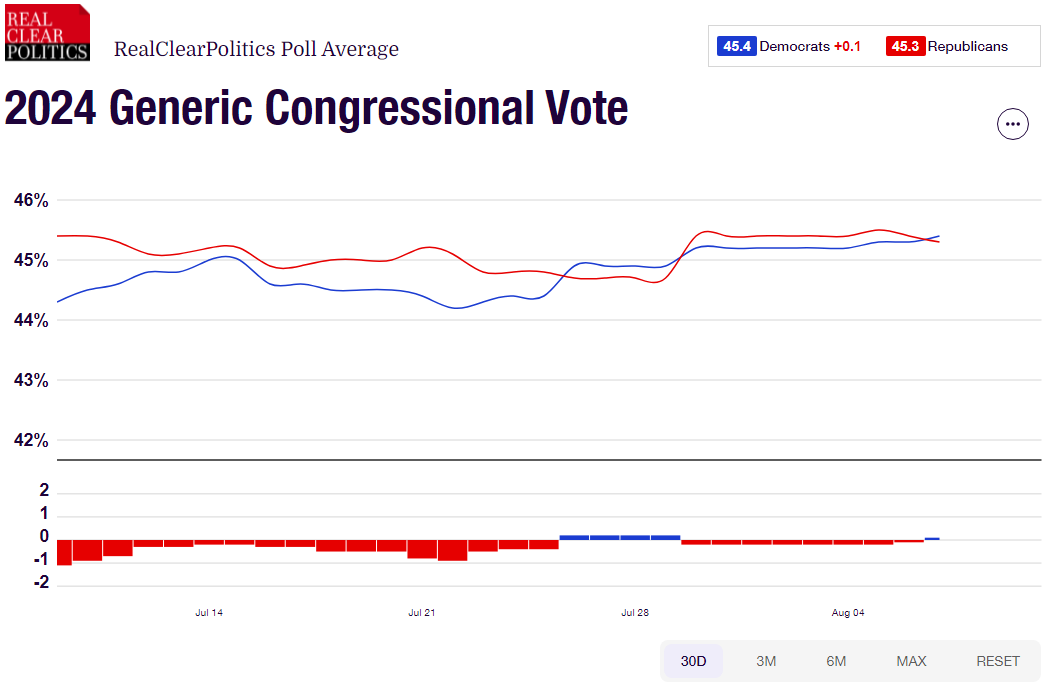 REAL
CLEAR
POLITICS
RealClearPolitics Poll Average
45.4 Democrats +0.1 45.3 Republicans
2024 Generic Congressional Vote
46%
45%
44%
43%
42%
2
1
0
-1
-2
Jul 14 Jul 21 Jul 28 Aug 04
30D 3M 6M MAX RESET